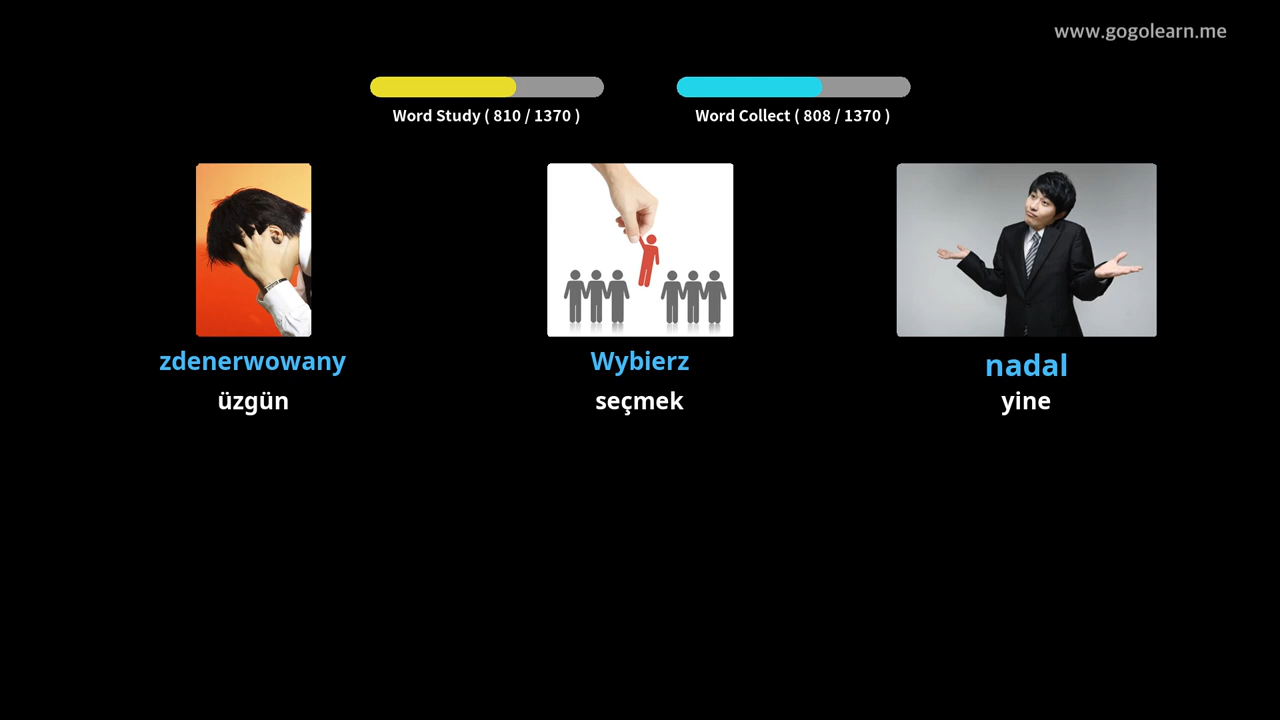 www.gogolearn.me
Word Study ( 810 / 1370 )
Word Collect ( 808 / 1370 )
zdenerwowany
üzgün
Wybierz
seçmek
nadal
yine